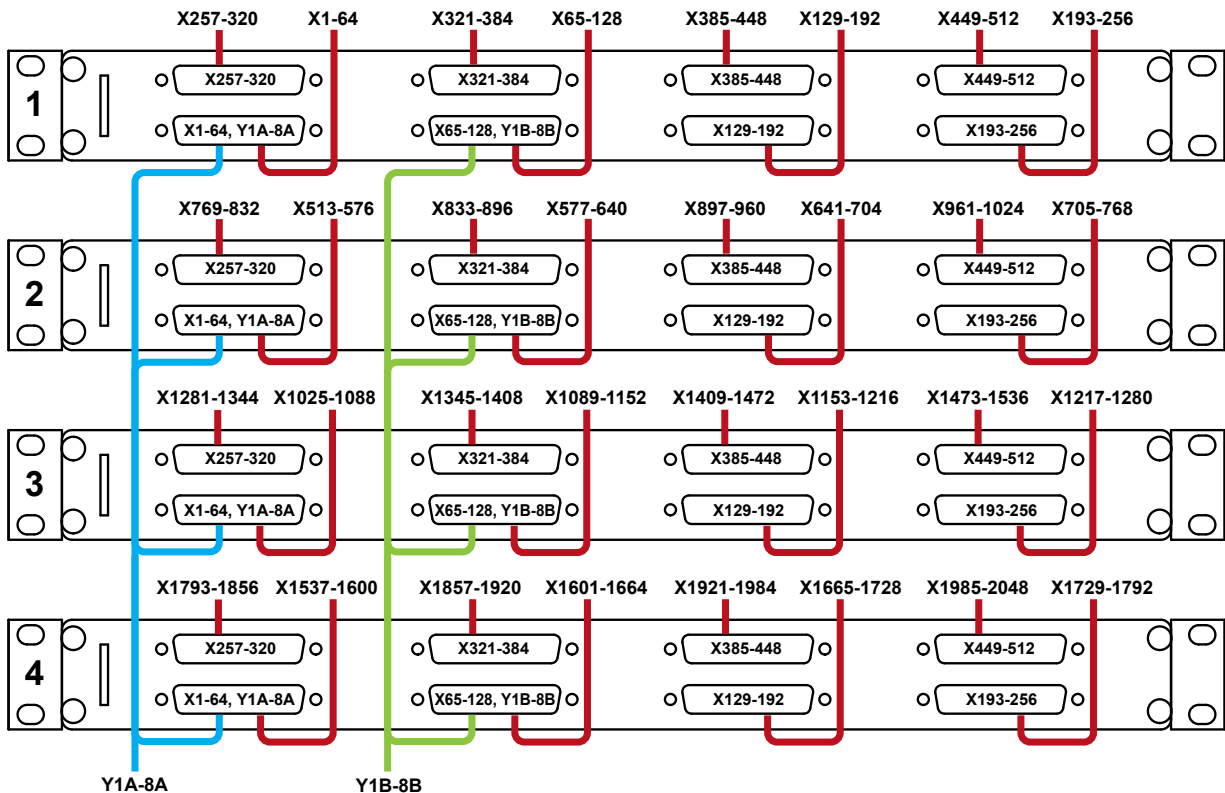 X257-320 X1-64 X321-384 X65-128 X385-448 X129-192 X449-512 X193-256
X257-320 X321-384 X385-448 X449-512
1
X1-64, Y1A-8A X65-128, Y1B-8B X129-192 X193-256
X769-832 X513-576 X833-896 X577-640 X897-960 X641-704 X961-1024 X705-768
X257-320 X321-384 X385-448 X449-512
2
X1-64, Y1A-8A X65-128, Y1B-8B X129-192 X193-256
X1281-1344 X1025-1088 X1345-1408 X1089-1152 X1409-1472 X1153-1216 X1473-1536 X1217-1280
X257-320 X321-384 X385-448 X449-512
3
X1-64, Y1A-8A X65-128, Y1B-8B X129-192 X193-256
X1793-1856 X1537-1600 X1857-1920 X1601-1664 X1921-1984 X1665-1728 X1985-2048 X1729-1792
X257-320 X321-384 X385-448 X449-512
4
X1-64, Y1A-8A X65-128, Y1B-8B X129-192 X193-256
Y1A-8A Y1B-8B